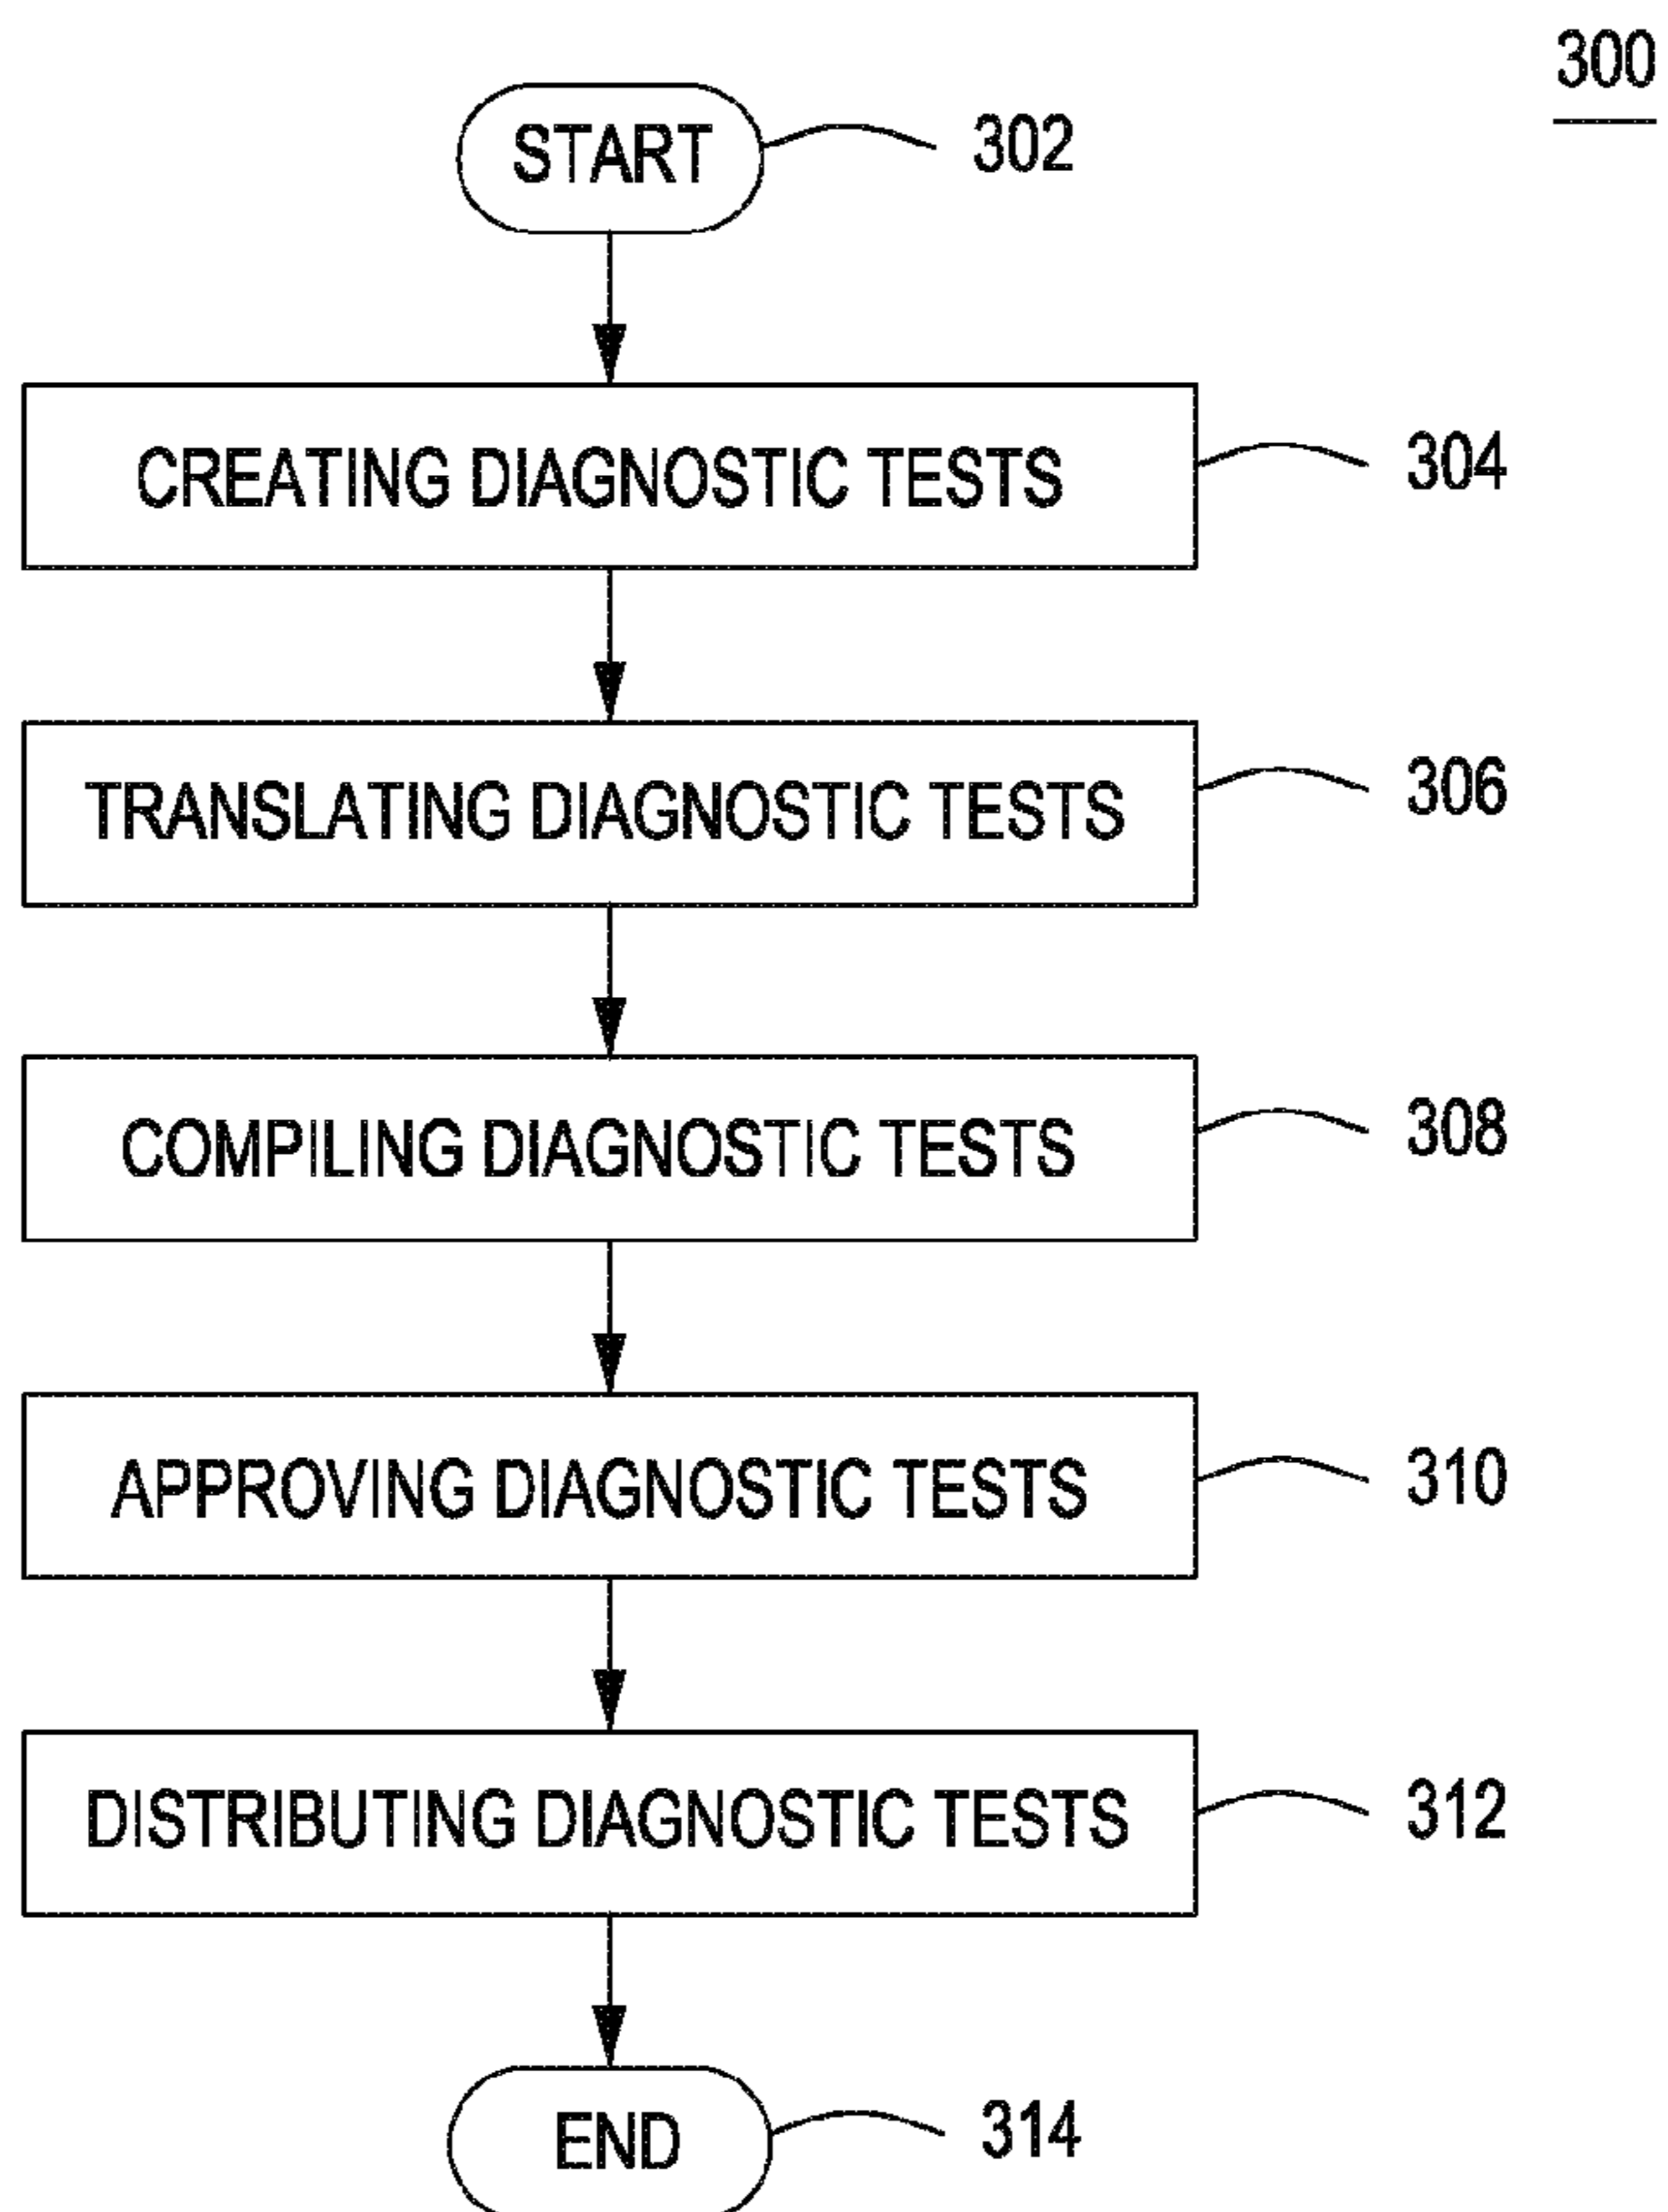 300
START 302
CREATING DIAGNOSTIC TESTS 304
TRANSLATING DIAGNOSTIC TESTS 306
COMPILING DIAGNOSTIC TESTS 308
APPROVING DIAGNOSTIC TESTS 310
DISTRIBUTING DIAGNOSTIC TESTS 312
END 314